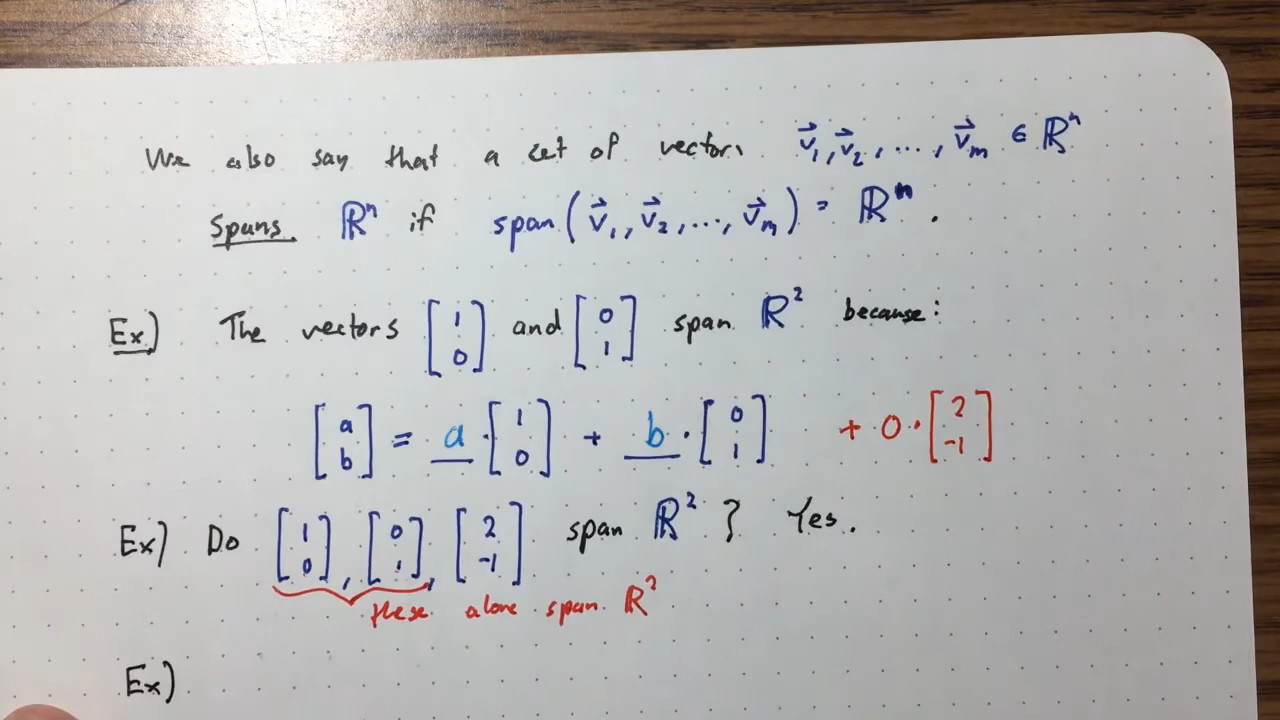 We also say that a set of vectors v⃗₁, v⃗₂, ..., v⃗ₘ ∈ ℝⁿ
spans ℝⁿ if span(v⃗₁, v⃗₂, ..., v⃗ₘ) = ℝⁿ.
Ex) The vectors [1 0] and [0 1] span ℝ² because:
[a b] = a · [1 0] + b · [0 1] + 0 · [2 -1]
Ex) Do [1 0], [0 1], [2 -1] span ℝ²? Yes.
these alone span ℝ²
Ex)